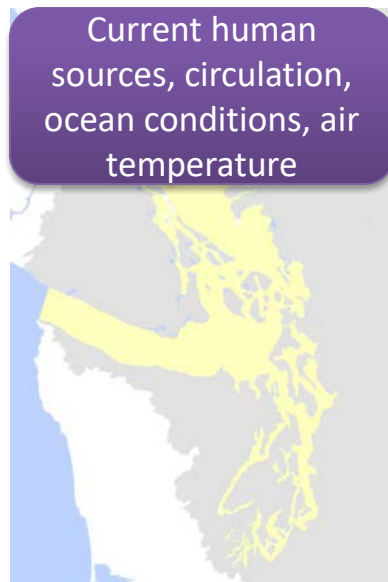 Current human
sources, circulation,
ocean conditions, air
temperature